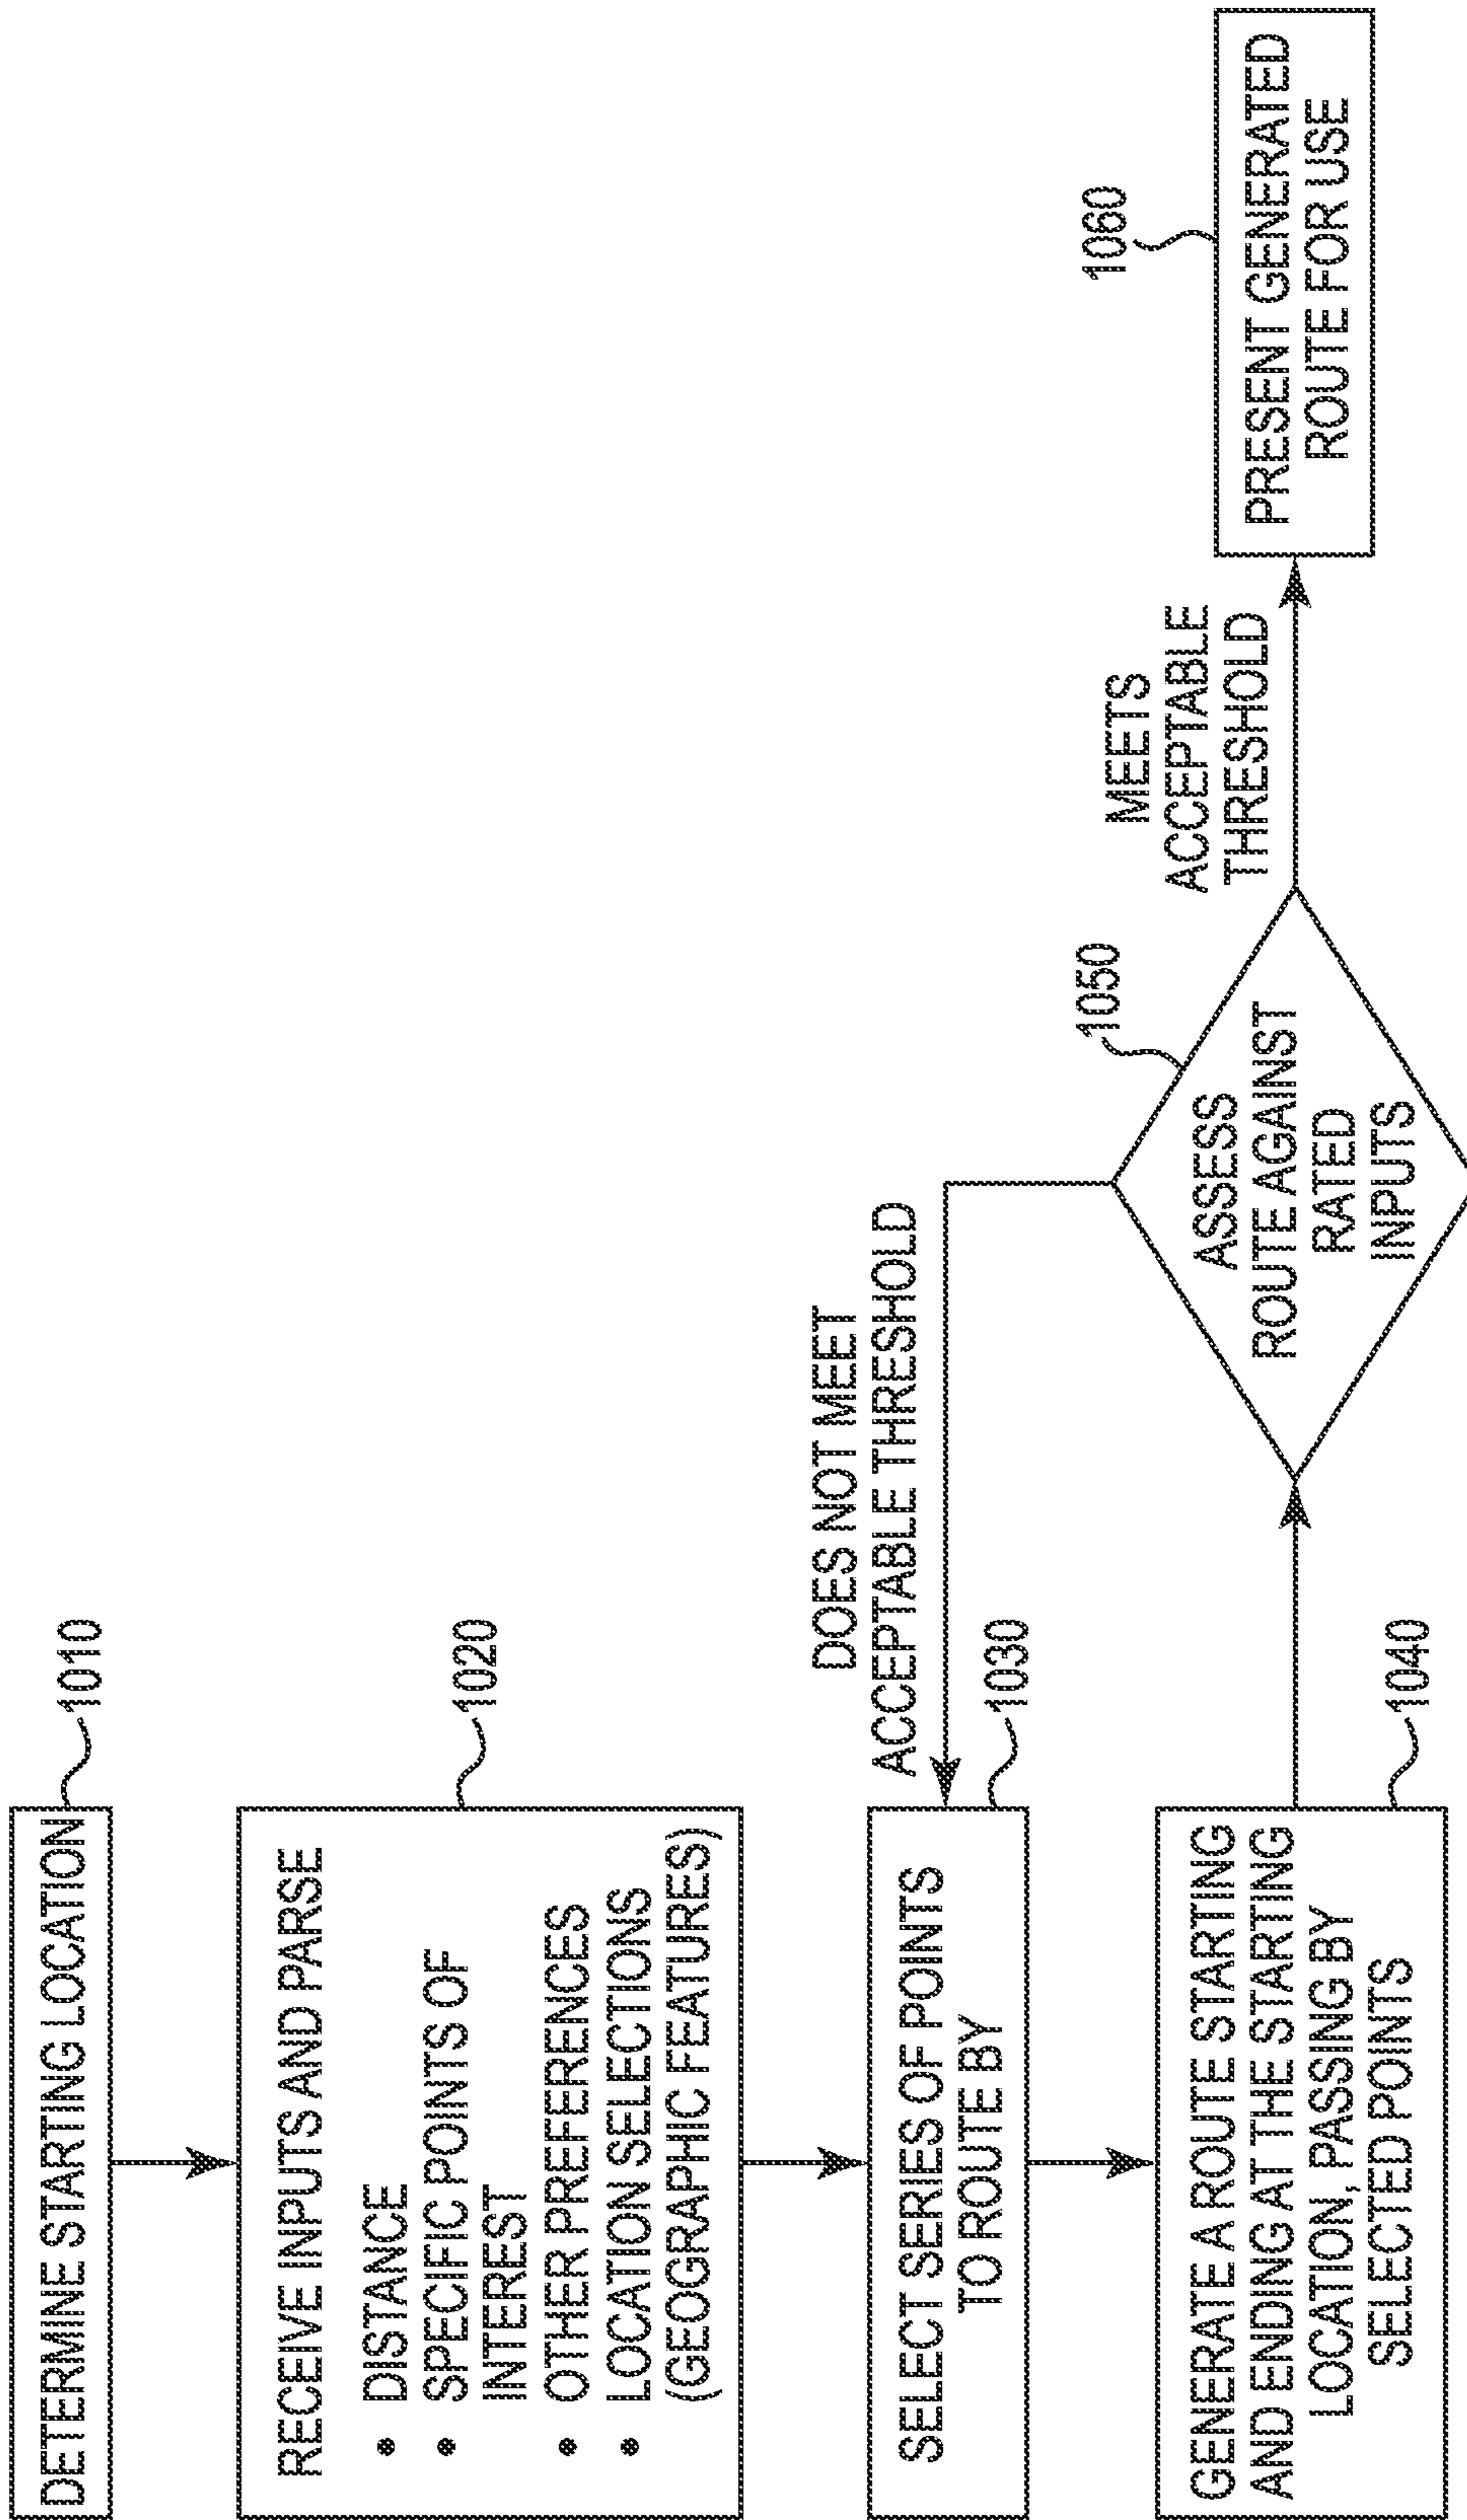 DETERMINE STARTING LOCATION
1010
RECEIVE INPUTS AND PARSE
• DISTANCE
• SPECIFIC POINTS OF
INTEREST
• OTHER PREFERENCES
• LOCATION SELECTIONS
(GEOGRAPHIC FEATURES)
1020
DOES NOT MEET
ACCEPTABLE THRESHOLD
SELECT SERIES OF POINTS
TO ROUTE BY
1030
GENERATE A ROUTE STARTING
AND ENDING AT THE STARTING
LOCATION, PASSING BY
SELECTED POINTS
1040
ASSESS
ROUTE AGAINST
RATED
INPUTS
1050
MEETS
ACCEPTABLE
THRESHOLD
PRESENT GENERATED
ROUTE FOR USE
1060